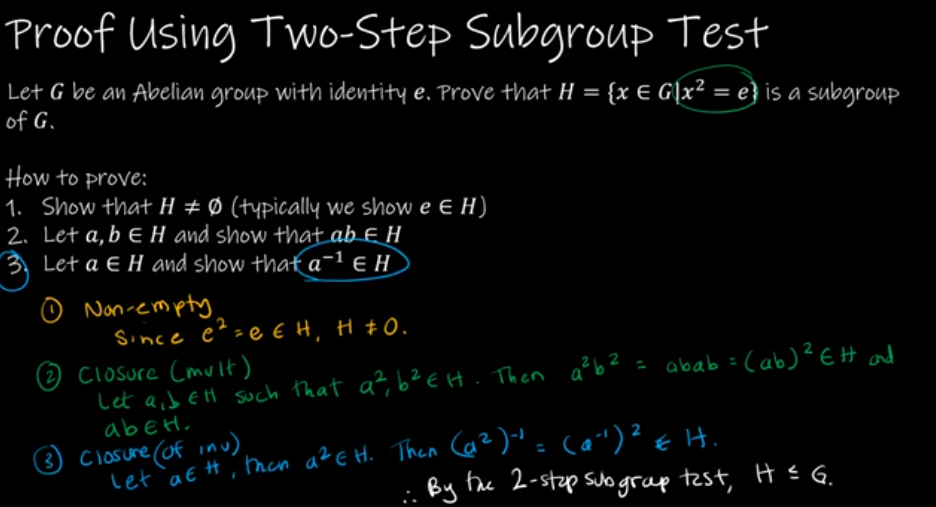 Proof Using Two-Step Subgroup Test
Let G be an Abelian group with identity e. Prove that H = {x ∈ G|x² = e} is a subgroup
of G.
How to prove:
1. Show that H ≠ ∅ (typically we show e ∈ H)
2. Let a, b ∈ H and show that ab ∈ H
3. Let a ∈ H and show that a⁻¹ ∈ H
① Non-empty
Since e² = e ∈ H, H ≠ 0.
② Closure (mult)
Let a,b ∈ H such that a², b² ∈ H. Then a²b² = abab = (ab)² ∈ H and
ab ∈ H.
③ Closure (of inv)
Let a ∈ H, then a² ∈ H. Then (a²)⁻¹ = (a⁻¹)² ∈ H.
∴ By the 2-step subgroup test, H ≤ G.